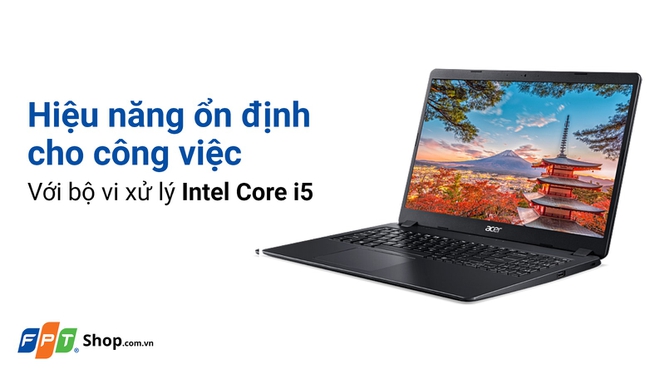 Hiệu năng ổn định
cho công việc
Với bộ vi xử lý Intel Core i5
acer
FPT® Shop.com.vn